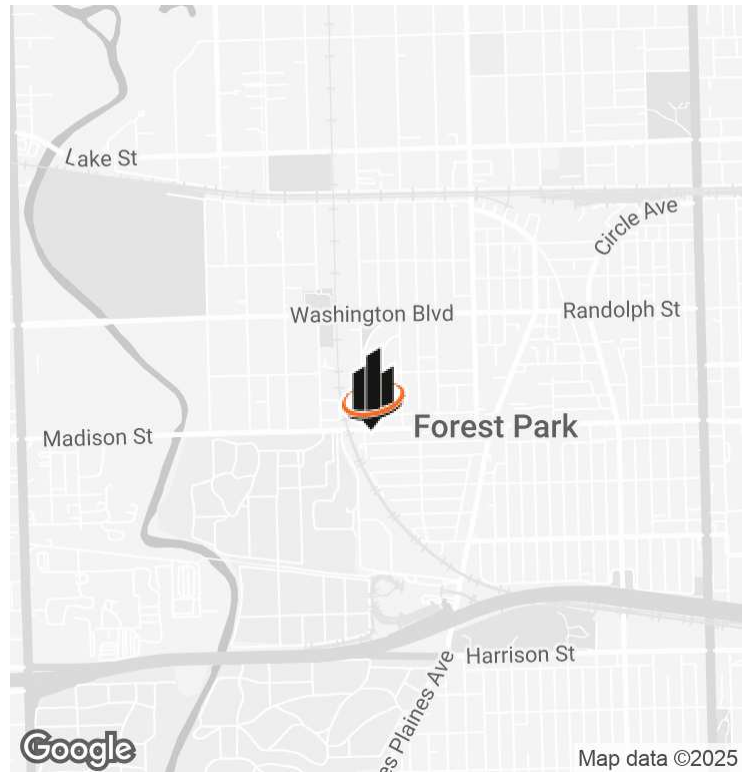 Lake St
Circle Ave
Washington Blvd
Randolph St
Forest Park
Madison St
Harrison St
es Plaines Ave
Google
Map data ©2025